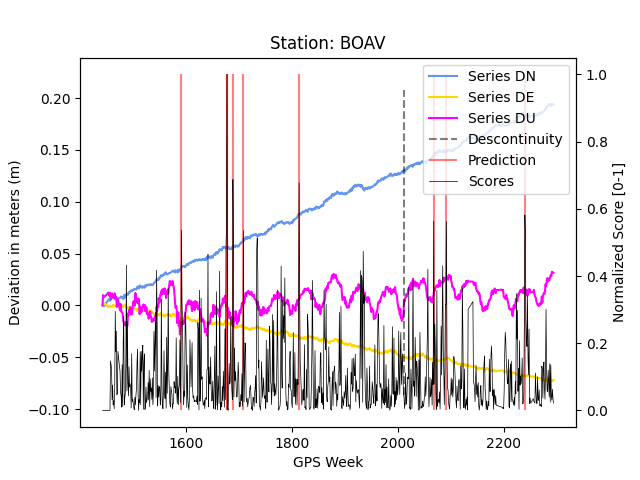 Station: BOAV
Series DN
Series DE
Series DU
Descontinuity
Prediction
Scores
Deviation in meters (m)
0.20
0.15
0.10
0.05
0.00
−0.05
−0.10
1.0
0.8
0.6
0.4
0.2
0.0
Normalized Score [0-1]
1600 1800 2000 2200
GPS Week